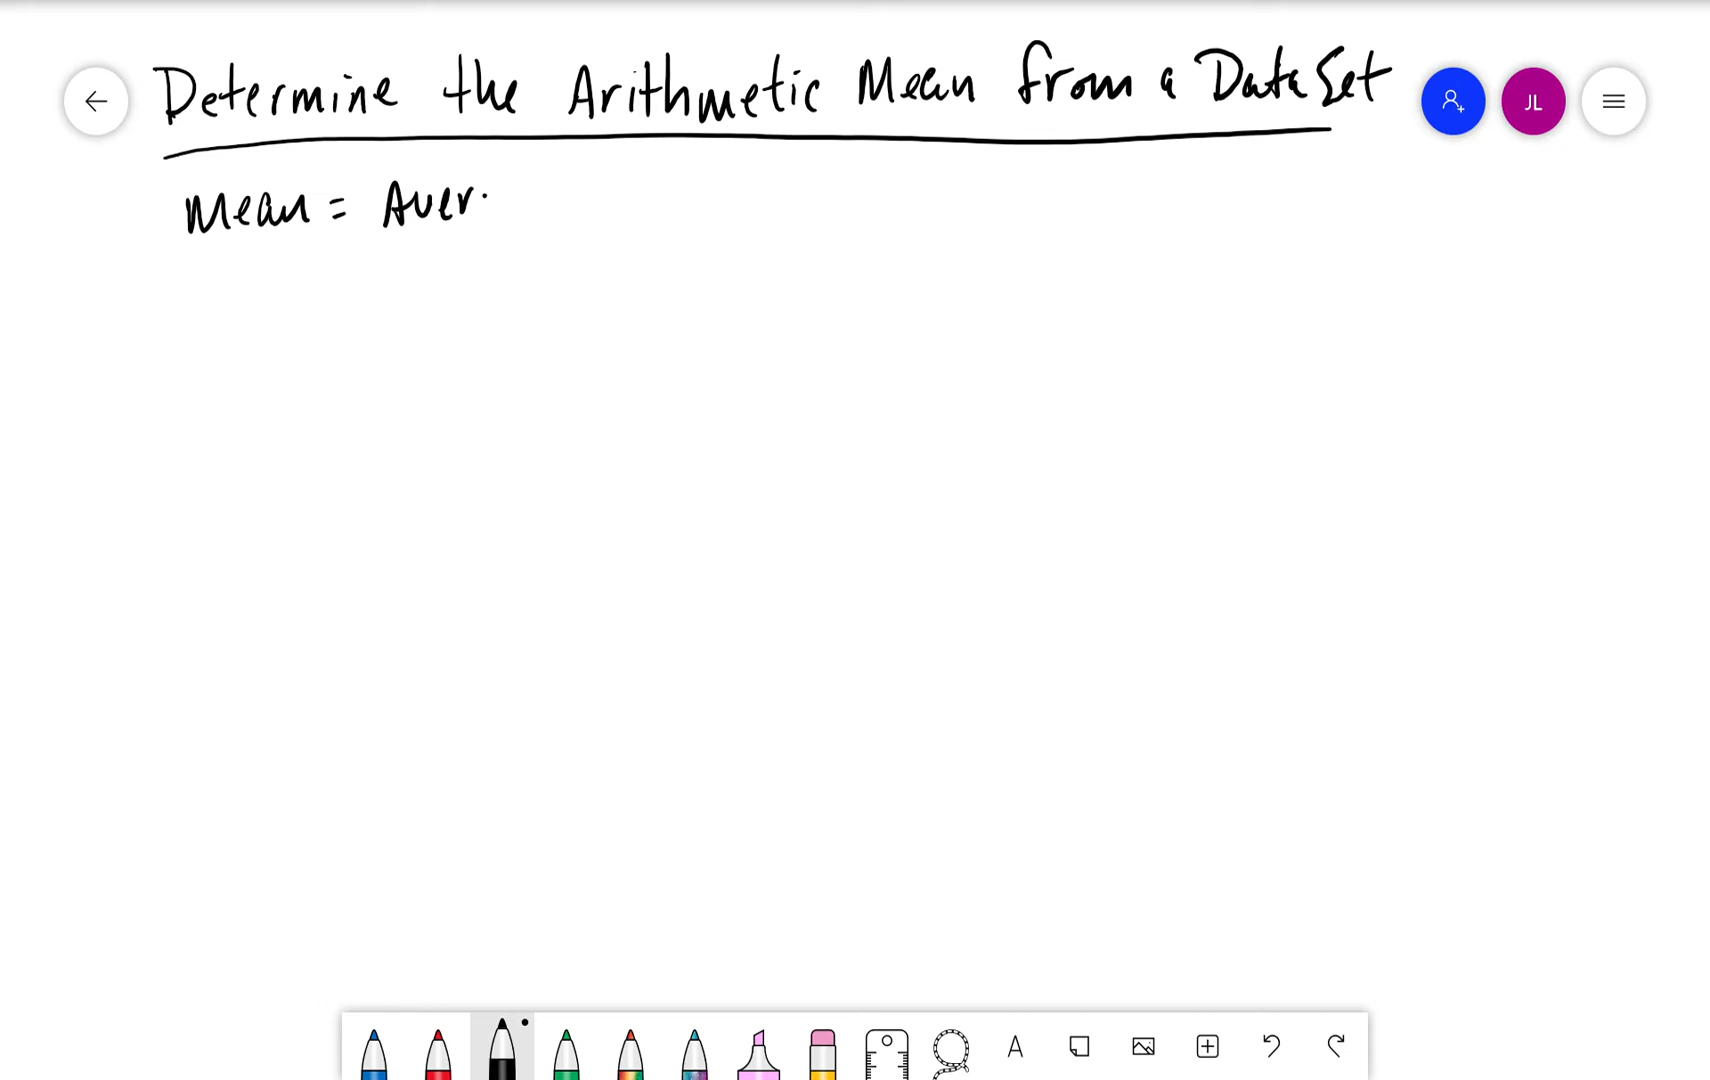 Determine the Arithmetic Mean from a Data Set
JL
Mean = Aver
A